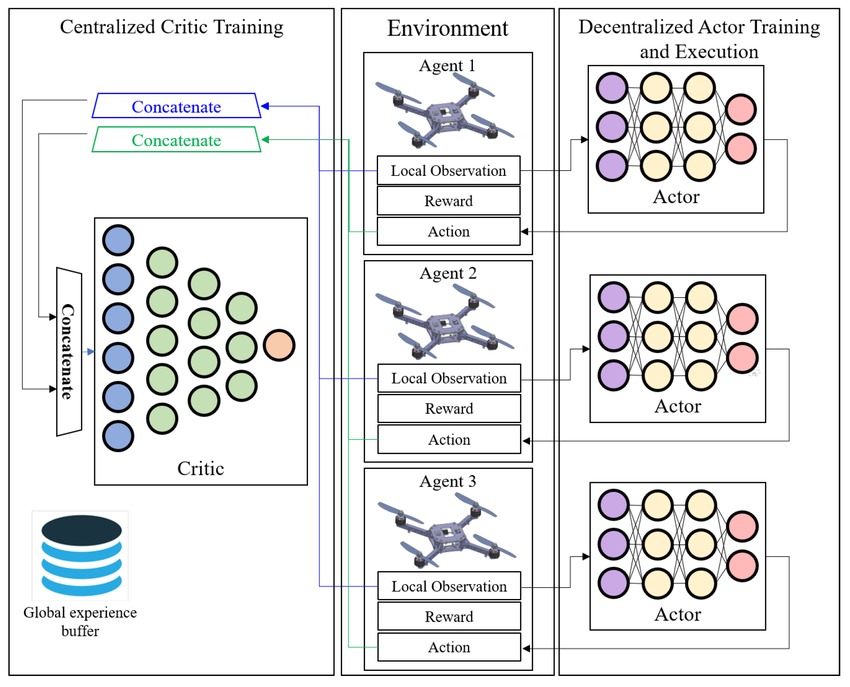 Centralized Critic Training
Concatenate
Concatenate
Concatenate
Critic
Global experience
buffer
Environment
Agent 1
Local Observation
Reward
Action
Agent 2
Local Observation
Reward
Action
Agent 3
Local Observation
Reward
Action
Decentralized Actor Training
and Execution
Actor
Actor
Actor